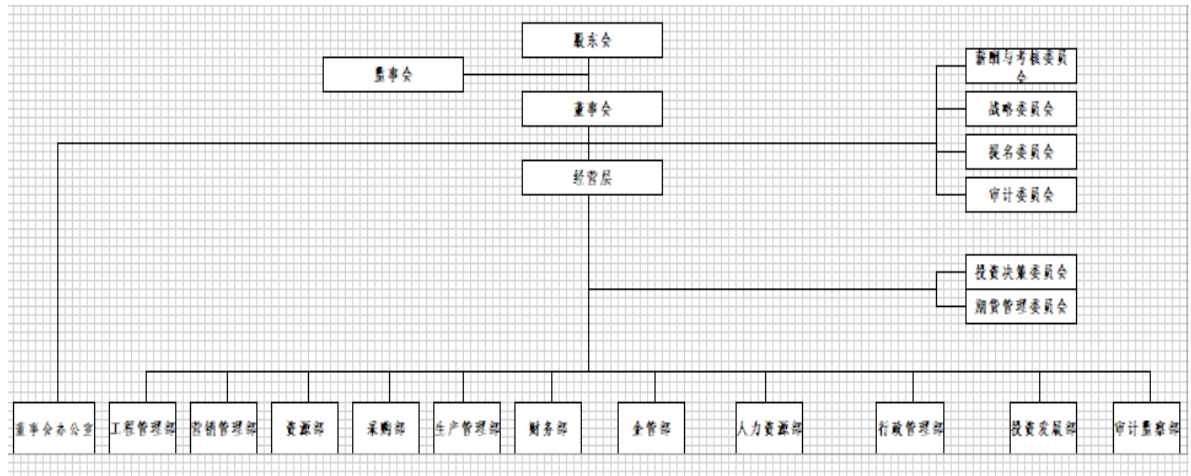 股东会
监事会
薪酬与考核委员
会
董事会
战略委员会
提名委员会
经营层
审计委员会
投资决策委员会
期货管理委员会
董事会办公室
工程管理部
营销管理部
资源部
采购部
生产管理部
财务部
企管部
人力资源部
行政管理部
投资发展部
审计监察部